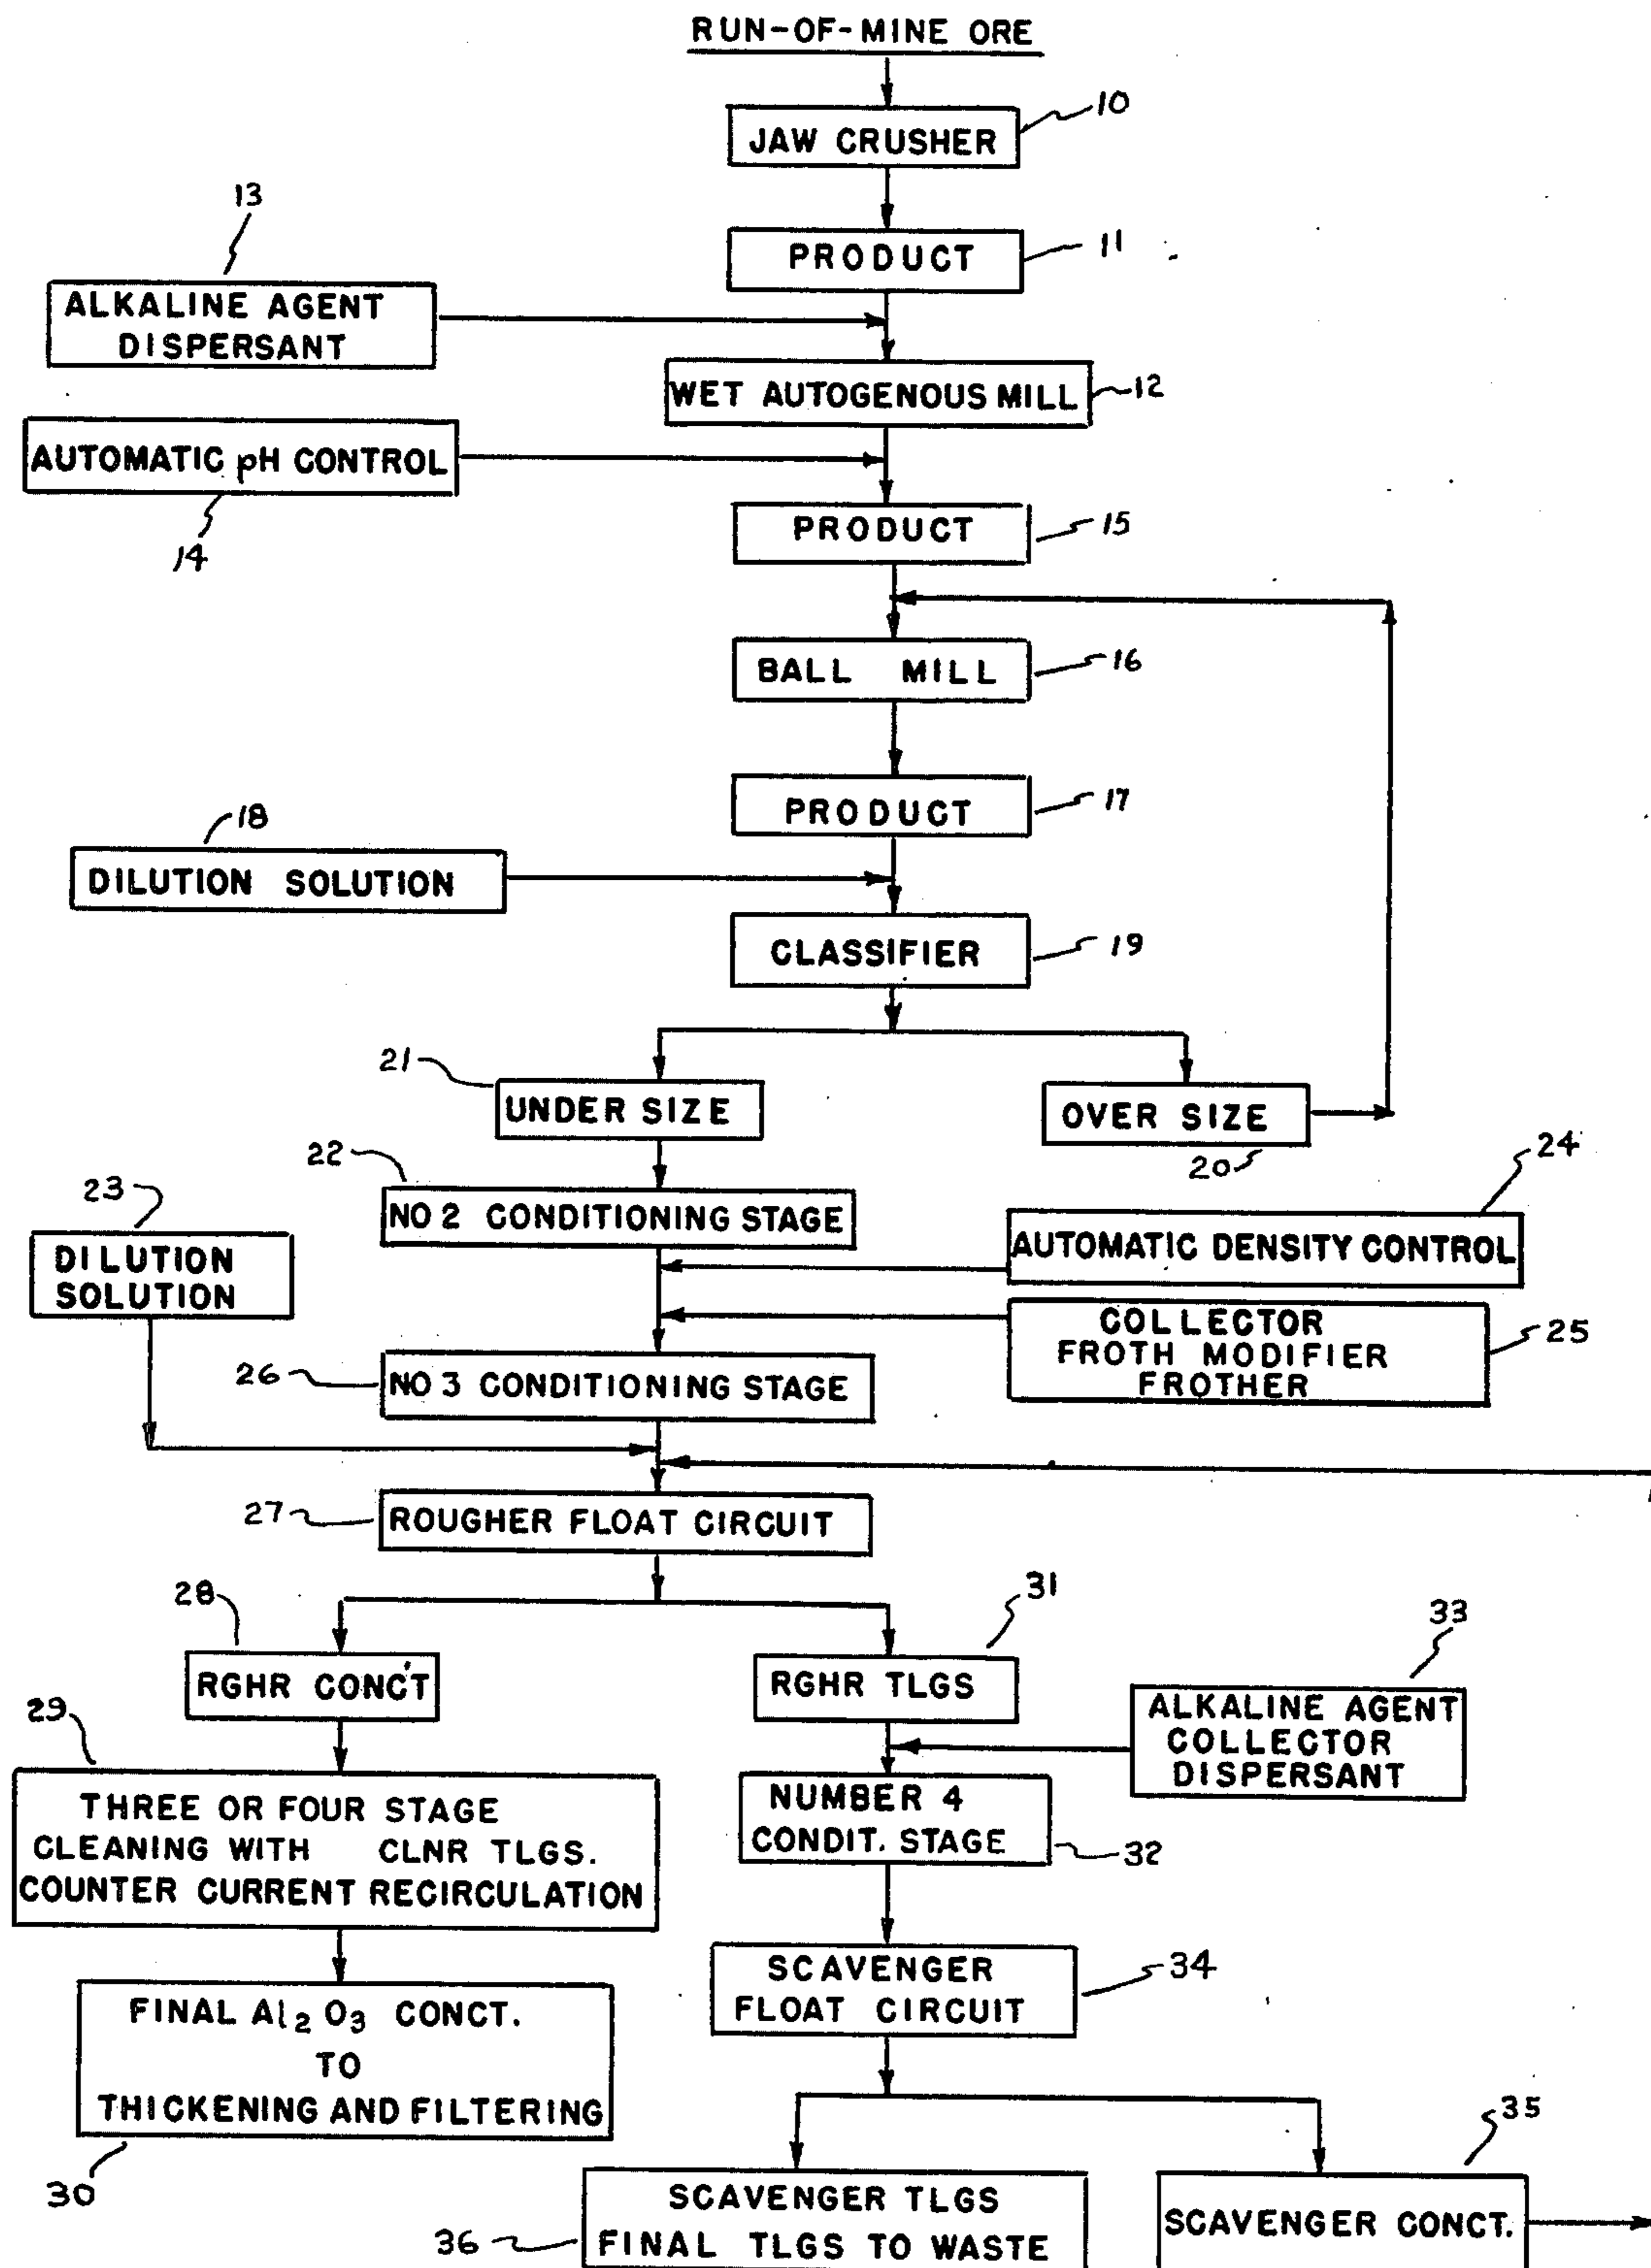 RUN-OF-MINE ORE
10
JAW CRUSHER
13
11
PRODUCT
ALKALINE AGENT
DISPERSANT
12
WET AUTOGENOUS MILL
AUTOMATIC pH CONTROL
14
PRODUCT
15
BALL MILL
16
PRODUCT
17
18
DILUTION SOLUTION
CLASSIFIER
19
21
UNDER SIZE
OVER SIZE
20
22
24
23
NO 2 CONDITIONING STAGE
AUTOMATIC DENSITY CONTROL
DILUTION
SOLUTION
COLLECTOR
FROTH MODIFIER
FROTHER
25
26
NO 3 CONDITIONING STAGE
27
ROUGHER FLOAT CIRCUIT
28
31
33
RGHR CONC'T
RGHR TLGS
29
ALKALINE AGENT
COLLECTOR
DISPERSANT
THREE OR FOUR STAGE
CLEANING WITH CLNR TLGS.
COUNTER CURRENT RECIRCULATION
NUMBER 4
CONDIT. STAGE
32
SCAVENGER
FLOAT CIRCUIT
34
FINAL Al₂O₃ CONCT.
TO
THICKENING AND FILTERING
30
35
SCAVENGER TLGS
FINAL TLGS TO WASTE
36
SCAVENGER CONCT.